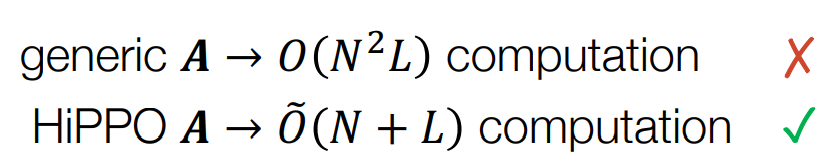 generic A → O(N²L) computation ✗
HiPPO A → Õ(N + L) computation ✓